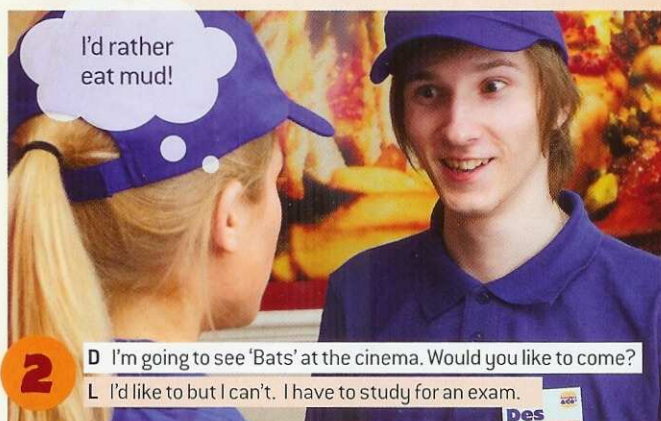 I'd rather
eat mud!
2
D I'm going to see 'Bats' at the cinema. Would you like to come?
L I'd like to but I can't. I have to study for an exam.
Des